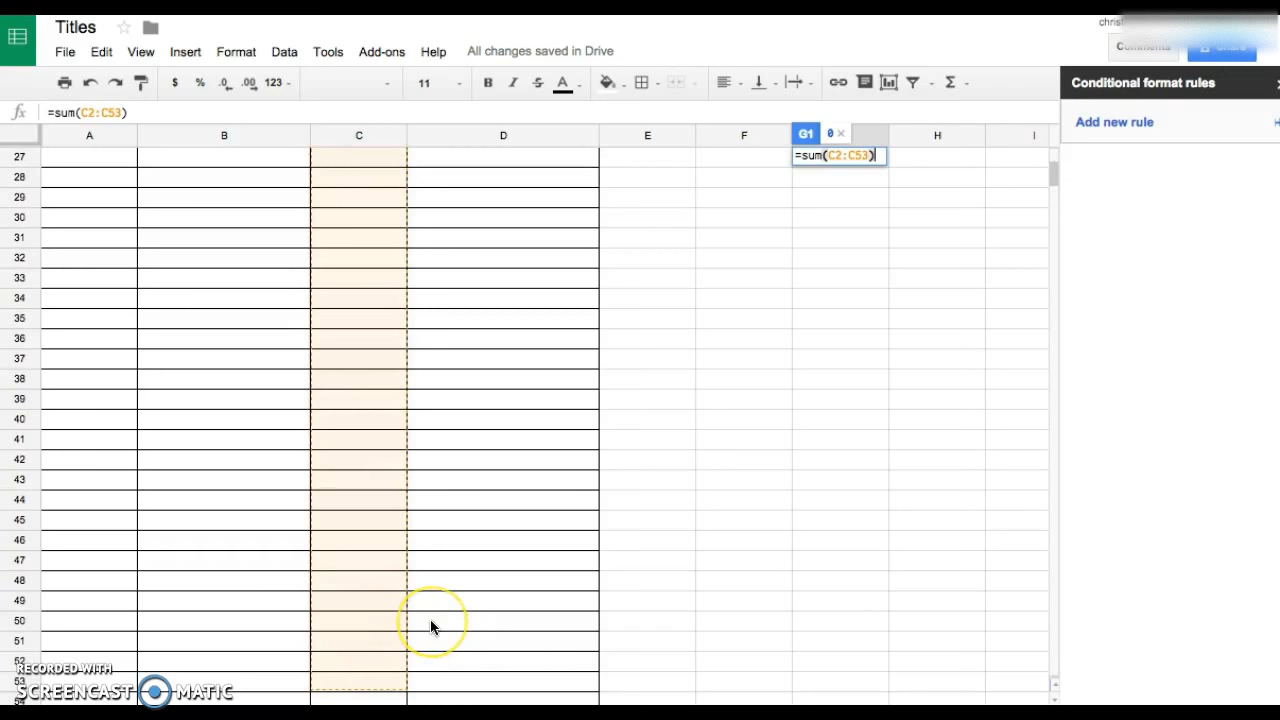 Titles
christ
File Edit View Insert Format Data Tools Add-ons Help All changes saved in Drive
Comments Share
$ % .0 .00 123 11 B I S A Σ
Conditional format rules
fx =sum(C2:C53)
Add new rule
A B C D E F G1 0 × H I
27 =sum(C2:C53)
28
29
30
31
32
33
34
35
36
37
38
39
40
41
42
43
44
45
46
47
48
49
50
51
52
RECORDED WITH
53
SCREENCAST MATIC
54